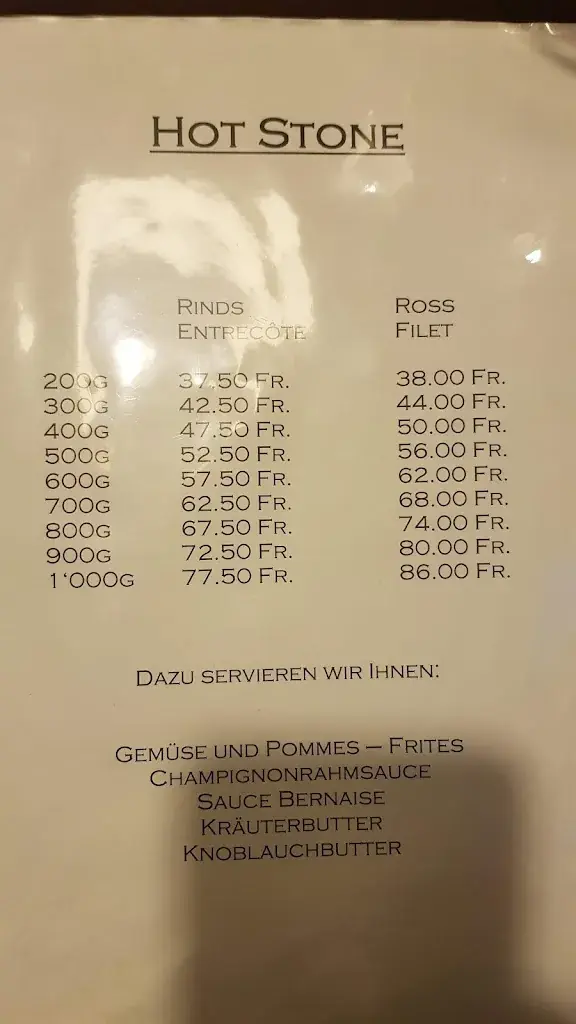 HOT STONE
RINDS ENTRECÔTE ROSS FILET
200G 37.50 FR. 38.00 FR.
300G 42.50 FR. 44.00 FR.
400G 47.50 FR. 50.00 FR.
500G 52.50 FR. 56.00 FR.
600G 57.50 FR. 62.00 FR.
700G 62.50 FR. 68.00 FR.
800G 67.50 FR. 74.00 FR.
900G 72.50 FR. 80.00 FR.
1‘000G 77.50 FR. 86.00 FR.
DAZU SERVIEREN WIR IHNEN:
GEMÜSE UND POMMES – FRITES
CHAMPIGNONRAHMSAUCE
SAUCE BERNAISE
KRÄUTERBUTTER
KNOBLAUCHBUTTER